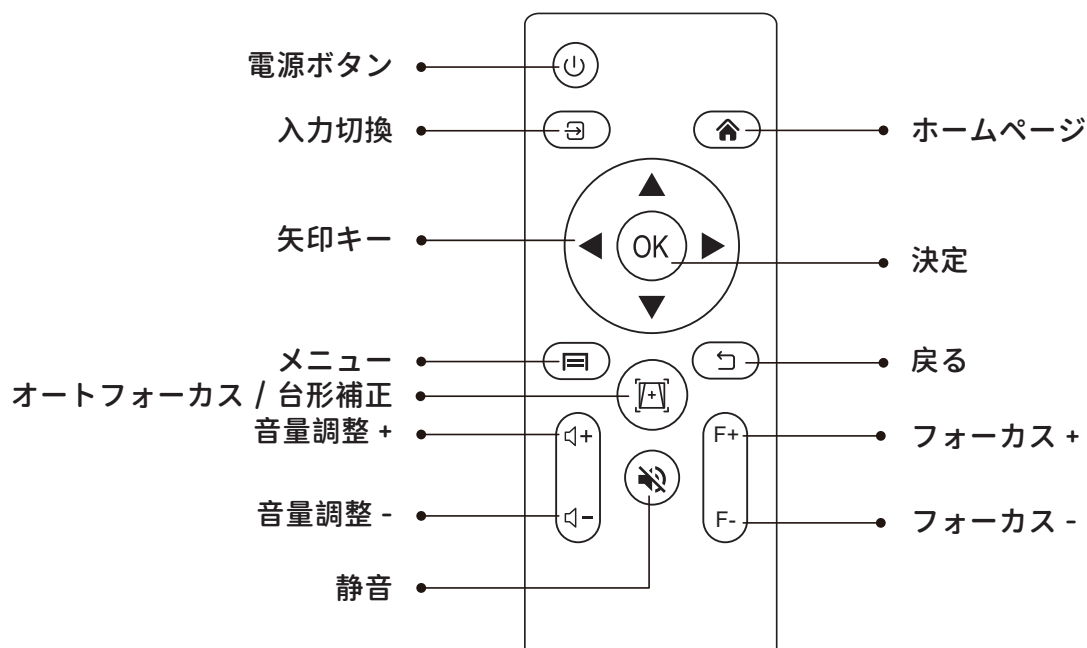 電源ボタン
入力切換
ホームページ
矢印キー
OK
決定
メニュー
戻る
オートフォーカス / 台形補正
音量調整 +
+
F+
フォーカス +
音量調整 -
-
F-
フォーカス -
静音